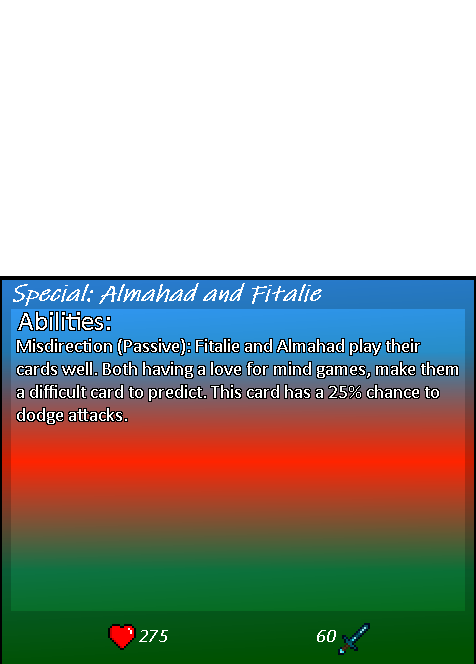 Special: Almahad and Fitalie
Abilities:
Misdirection (Passive): Fitalie and Almahad play their
cards well. Both having a love for mind games, make them
a difficult card to predict. This card has a 25% chance to
dodge attacks.
275
60